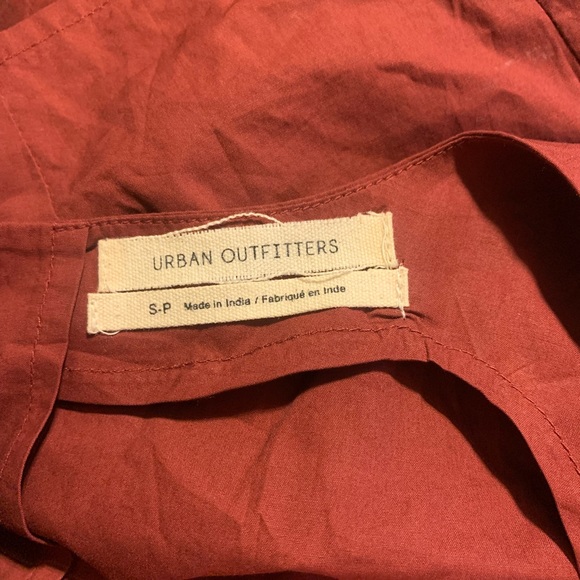 URBAN OUTFITTERS
S-P Made in India / Fabriqué en Inde